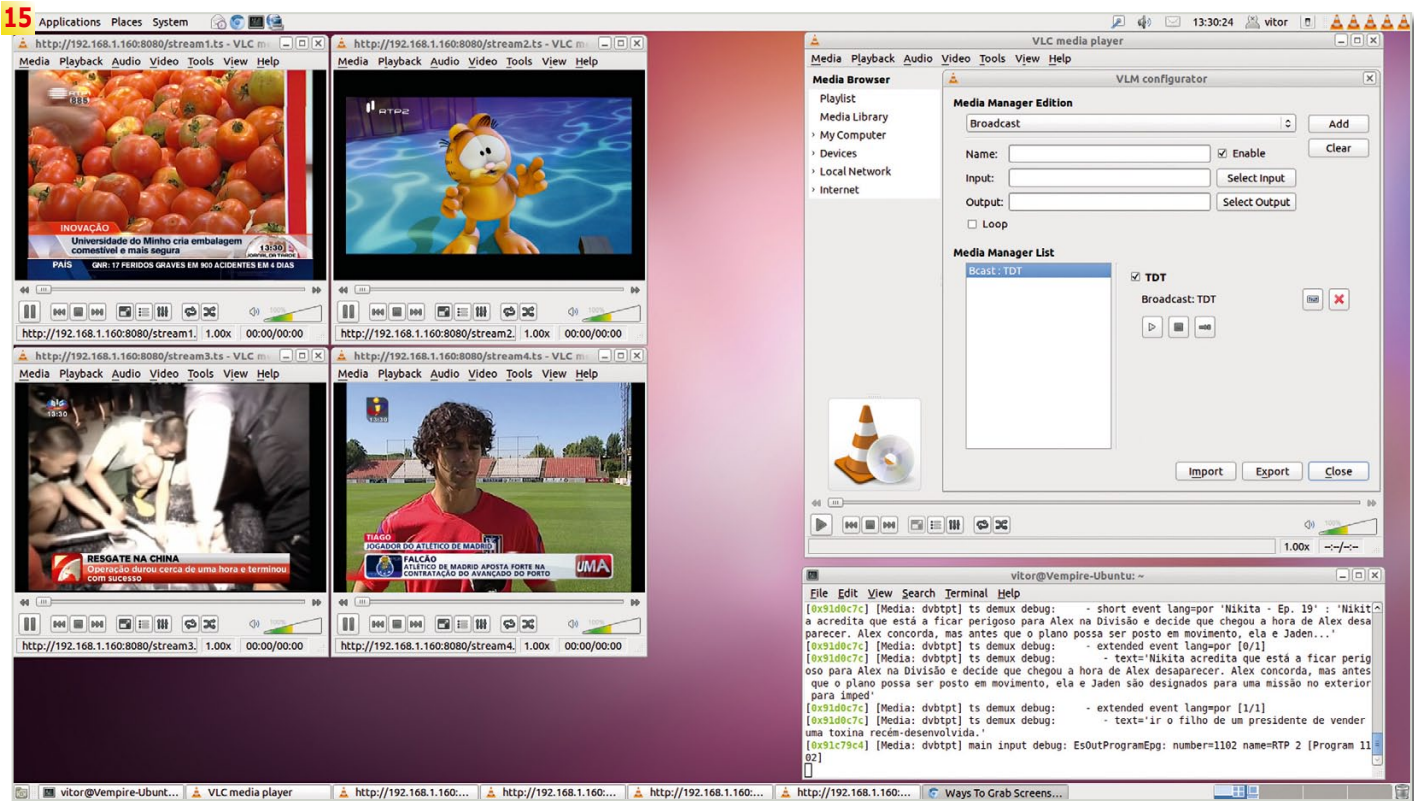 15
Applications Places System
13:30:24 vitor
http://192.168.1.160:8080/stream1.ts - VLC m
Media Playback Audio Video Tools View Help
885
INOVAÇÃO
Universidade do Minho cria embalagem
comestível e mais segura
13:30
JORNAL DA TARDE
PAÍS GNR: 17 FERIDOS GRAVES EM 900 ACIDENTES EM 4 DIAS
100%
http://192.168.1.160:8080/stream1. 1.00x 00:00/00:00
http://192.168.1.160:8080/stream2.ts - VLC m
Media Playback Audio Video Tools View Help
RTP2
100%
http://192.168.1.160:8080/stream2. 1.00x 00:00/00:00
http://192.168.1.160:8080/stream3.ts - VLC m
Media Playback Audio Video Tools View Help
sic
13:30
RESGATE NA CHINA
Operação durou cerca de uma hora e terminou
com sucesso
100%
http://192.168.1.160:8080/stream3. 1.00x 00:00/00:00
http://192.168.1.160:8080/stream4.ts - VLC m
Media Playback Audio Video Tools View Help
13:30
TIAGO
JOGADOR DO ATLÉTICO DE MADRID
FALCÃO
ATLÉTICO DE MADRID APOSTA FORTE NA
CONTRATAÇÃO DO AVANÇADO DO PORTO
UMA
100%
http://192.168.1.160:8080/stream4. 1.00x 00:00/00:00
VLC media player
Media Playback Audio Video Tools View Help
Media Browser
Playlist
Media Library
My Computer
Devices
Local Network
Internet
VLM configurator
Media Manager Edition
Broadcast
Add
Name:
Enable
Clear
Input:
Select Input
Output:
Select Output
Loop
Media Manager List
Bcast : TDT
TDT
Broadcast: TDT
Import Export Close
100%
1.00x --:--/--:--
vitor@Vempire-Ubuntu: ~
File Edit View Search Terminal Help
[0x91d0c7c] [Media: dvbtpt] ts demux debug: - short event lang=por 'Nikita - Ep. 19' : 'Nikit
a acredita que está a ficar perigoso para Alex na Divisão e decide que chegou a hora de Alex desa
parecer. Alex concorda, mas antes que o plano possa ser posto em movimento, ela e Jaden...'
[0x91d0c7c] [Media: dvbtpt] ts demux debug: - extended event lang=por [0/1]
[0x91d0c7c] [Media: dvbtpt] ts demux debug: - text='Nikita acredita que está a ficar perig
oso para Alex na Divisão e decide que chegou a hora de Alex desaparecer. Alex concorda, mas antes
que o plano possa ser posto em movimento, ela e Jaden são designados para uma missão no exterior
para imped'
[0x91d0c7c] [Media: dvbtpt] ts demux debug: - extended event lang=por [1/1]
[0x91d0c7c] [Media: dvbtpt] ts demux debug: - text='ir o filho de um presidente de vender
uma toxina recém-desenvolvida.'
[0x91c79c4] [Media: dvbtpt] main input debug: EsOutProgramEpg: number=1102 name=RTP 2 [Program 11
02]
vitor@Vempire-Ubunt... VLC media player http://192.168.1.160:... http://192.168.1.160:... http://192.168.1.160:... http://192.168.1.160:... Ways To Grab Screens...